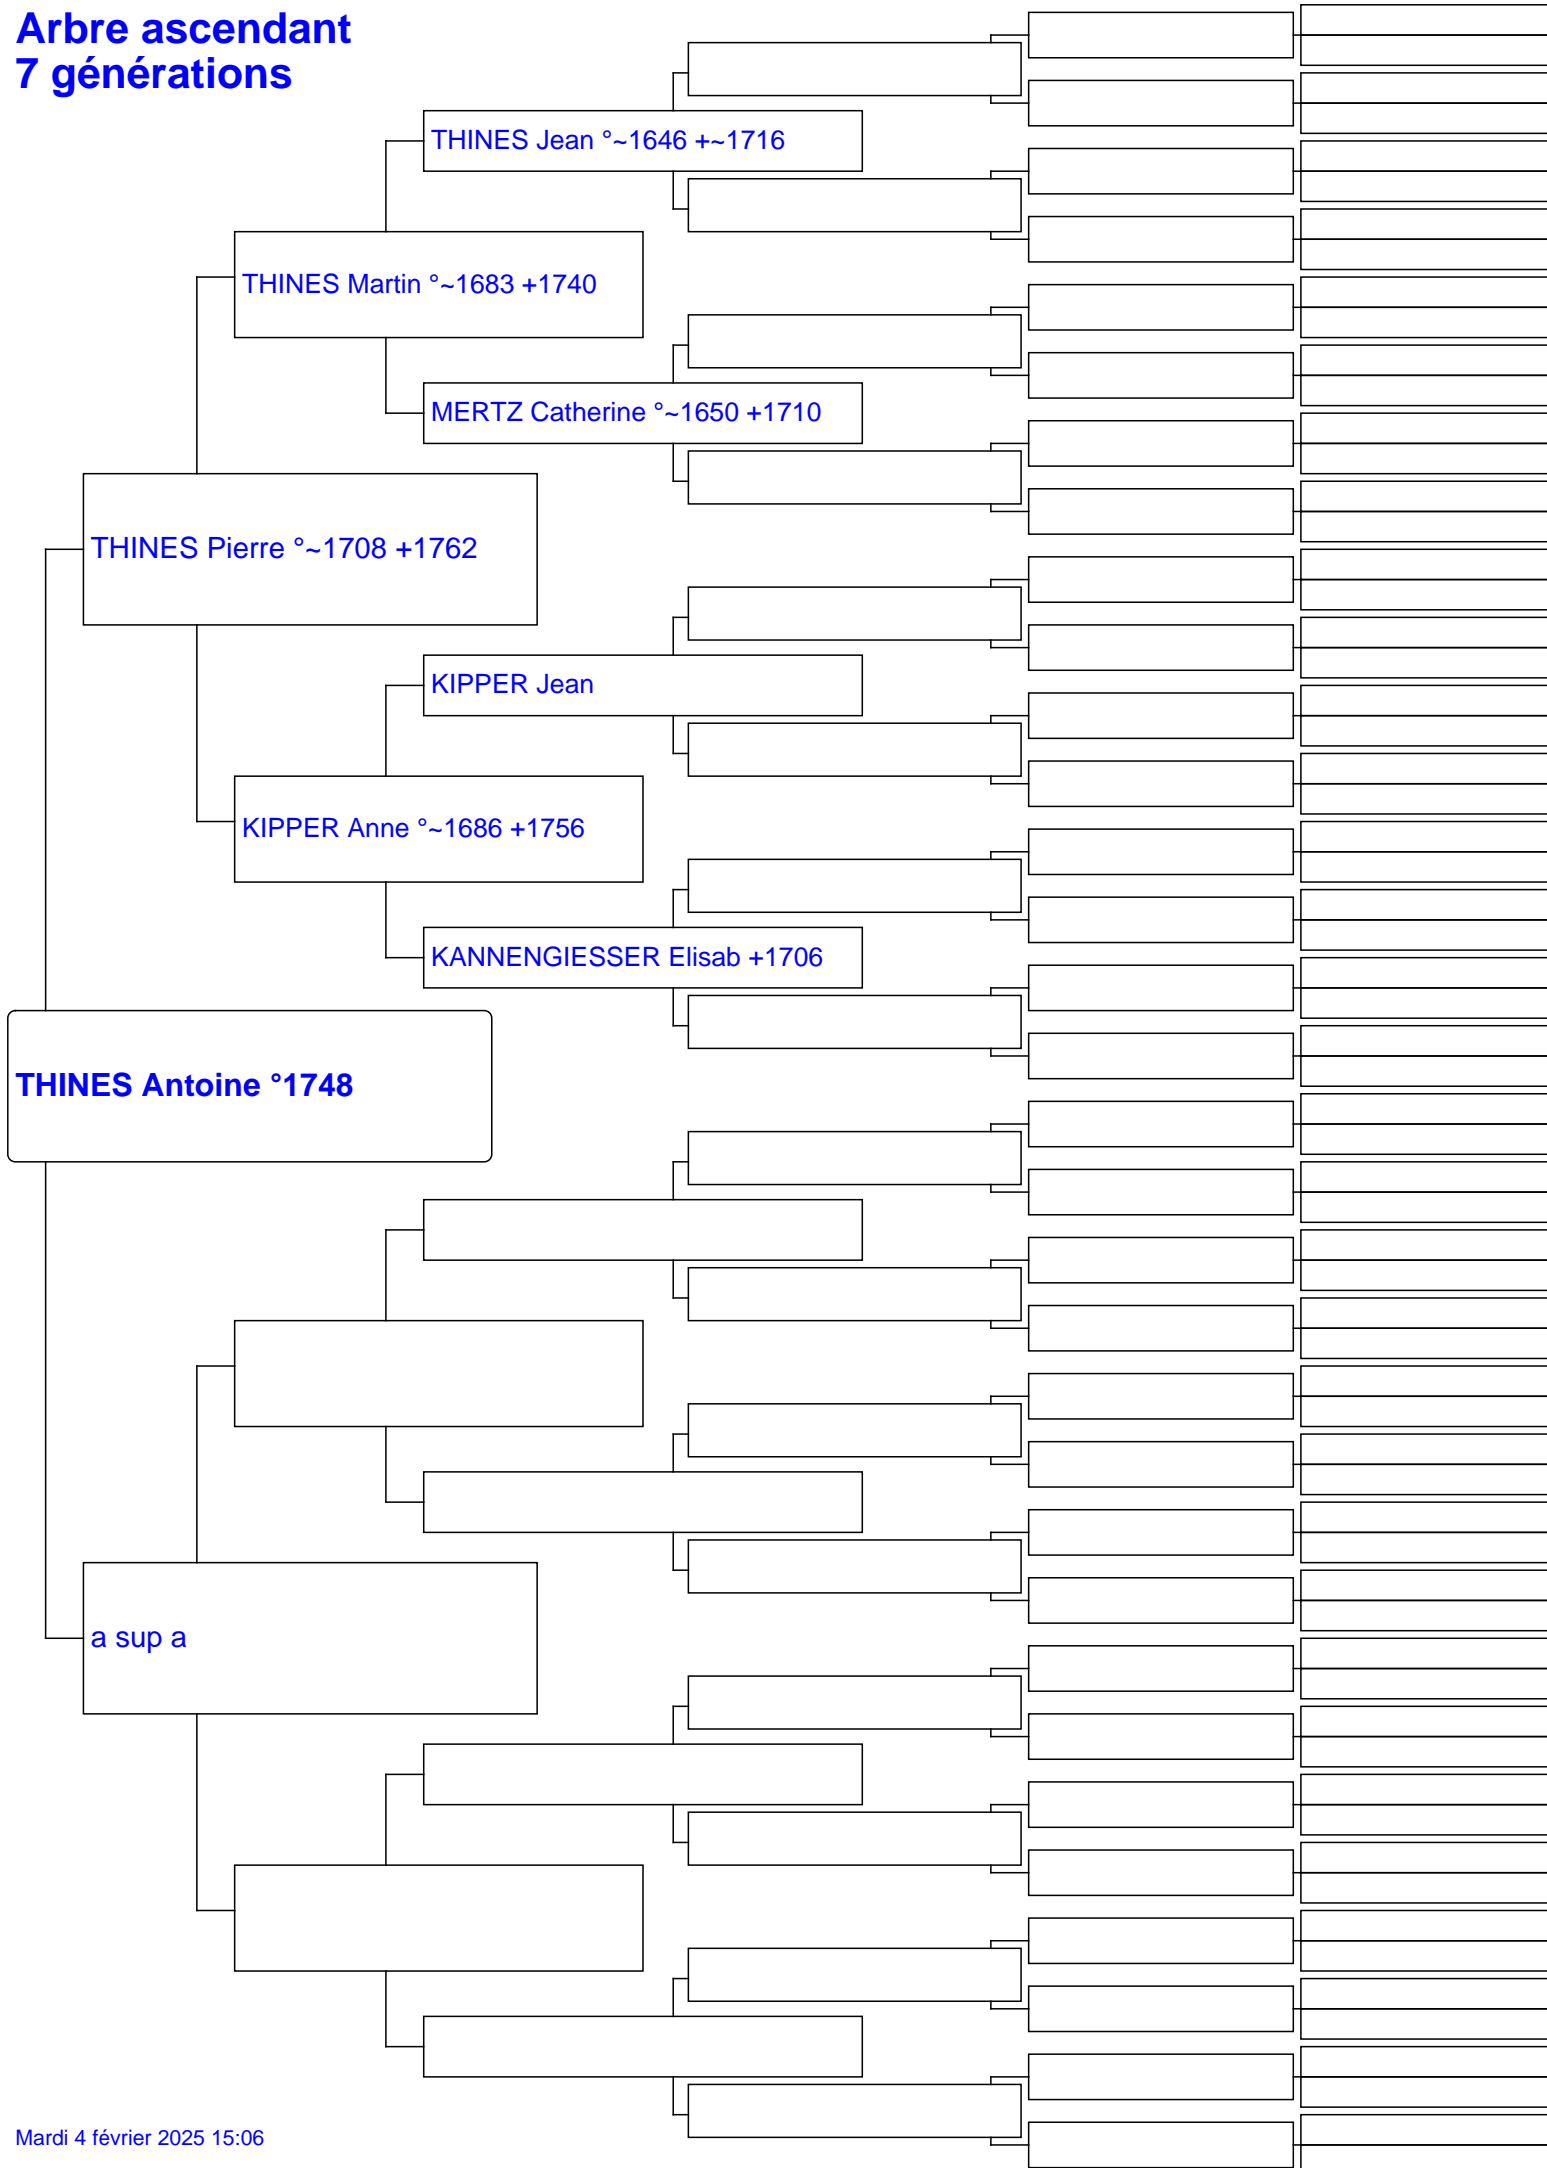 Arbre ascendant
7 générations
THINES Jean °~1646 +~1716
THINES Martin °~1683 +1740
MERTZ Catherine °~1650 +1710
THINES Pierre °~1708 +1762
KIPPER Jean
KIPPER Anne °~1686 +1756
KANNENGIESSER Elisab +1706
THINES Antoine °1748
a sup a
Mardi 4 février 2025 15:06